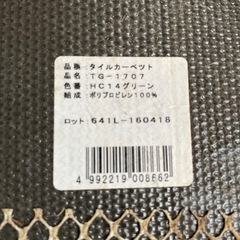 品種：タイルカーペット
品名：TG-1707
色番：HC14グリーン
組成：ポリプロピレン100%
ロット：641L-160418
4 992219 008662